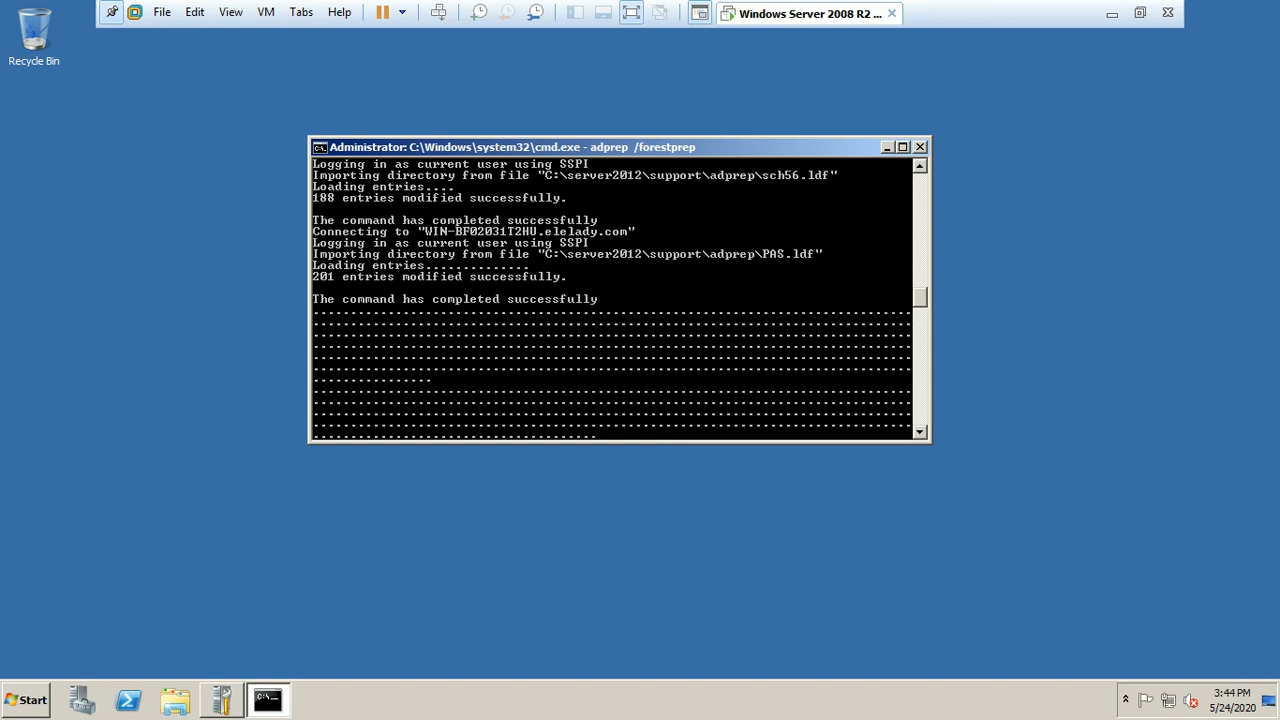 File Edit View VM Tabs Help
Windows Server 2008 R2 ...
Recycle Bin
Administrator: C:\Windows\system32\cmd.exe - adprep /forestprep
Logging in as current user using SSPI
Importing directory from file "C:\server2012\support\adprep\sch56.ldf"
Loading entries....
188 entries modified successfully.
The command has completed successfully
Connecting to "WIN-BF02031T2HU.elelady.com"
Logging in as current user using SSPI
Importing directory from file "C:\server2012\support\adprep\PAS.ldf"
Loading entries..............
201 entries modified successfully.
The command has completed successfully
................................................................................
................................................................................
................................................................................
................................................................................
................................................................................
................................................................................
................
................................................................................
................................................................................
................................................................................
................................................................................
......................................
Start
3:44 PM
5/24/2020